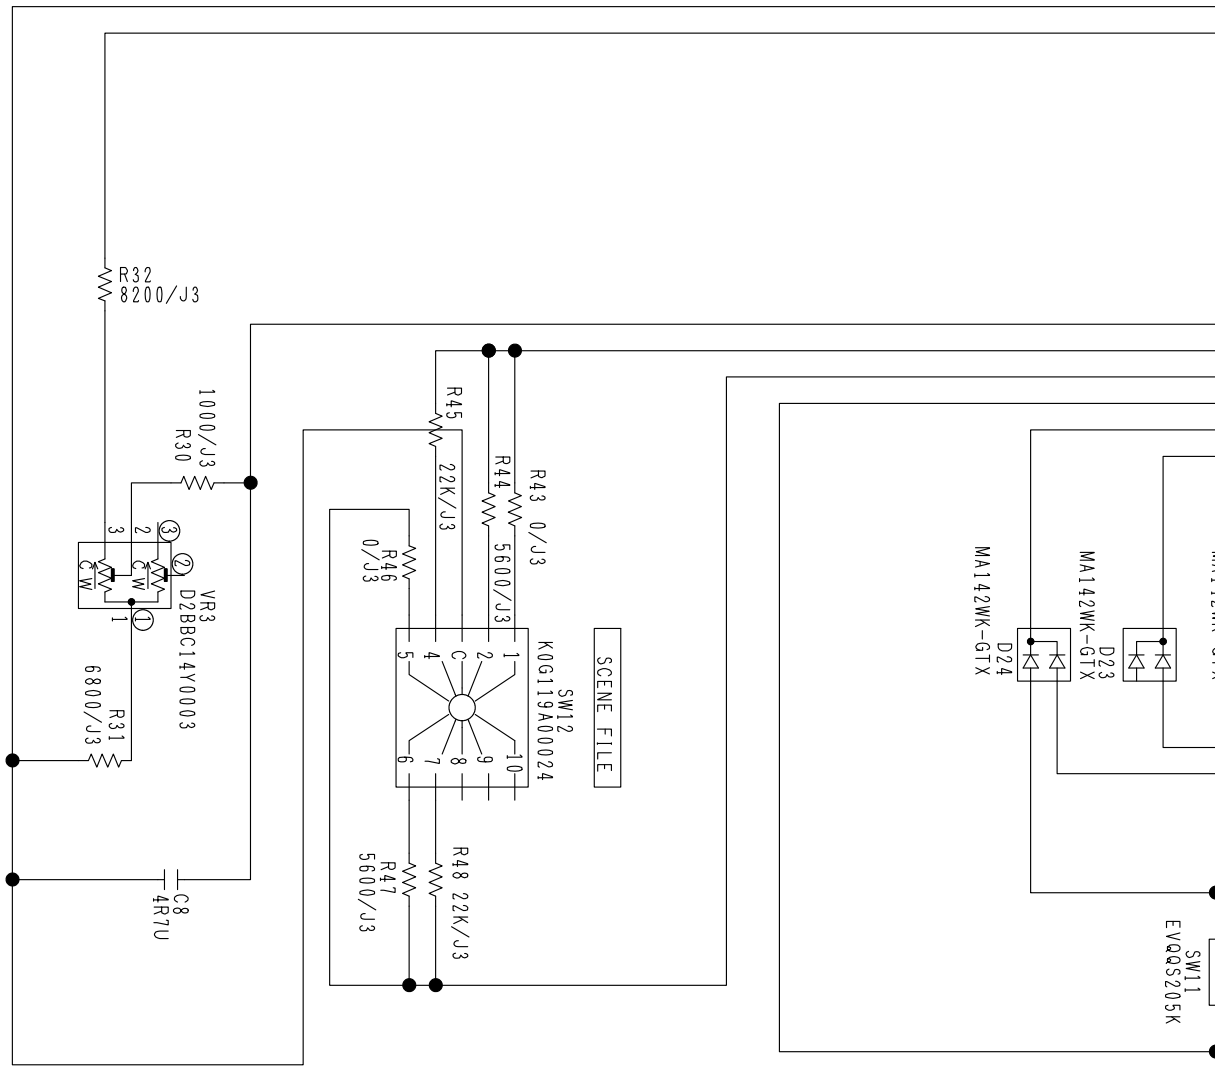 R32
8200/J3
1000/J3
R30
3
2
3
2
CW
CW
1
1
VR3
D2BBC14Y0003
R31
6800/J3
C8
4R7U
R45
22K/J3
R44
5600/J3
R43 0/J3
R46
0/J3
5
4
C
2
1
6
7
8
9
10
SW12
K0G119A00024
SCENE FILE
R47
5600/J3
R48 22K/J3
D24
MA142WK-GTX
D23
MA142WK-GTX
SW11
EVQQS205K